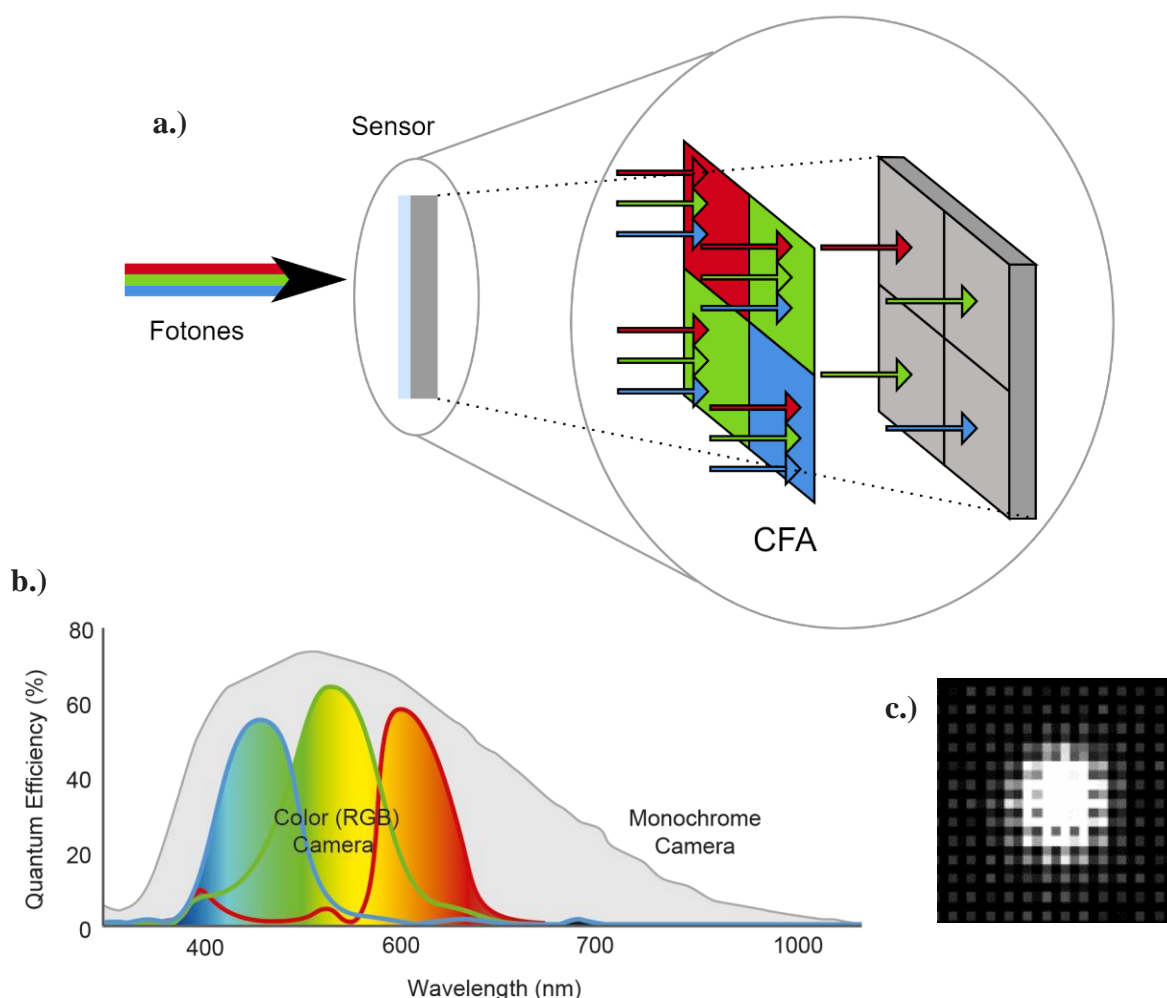 a.)
Sensor
Fotones
CFA
b.)
Quantum Efficiency (%)
80
60
40
20
0
Color (RGB)
Camera
Monochrome
Camera
400
600
700
1000
Wavelength (nm)
c.)